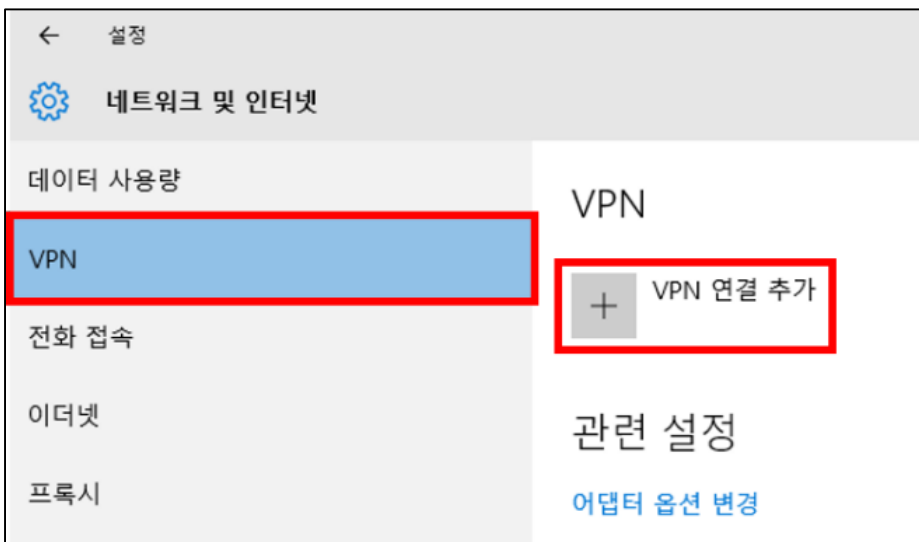 ← 설정
네트워크 및 인터넷
데이터 사용량
VPN
전화 접속
이더넷
프록시
VPN
+ VPN 연결 추가
관련 설정
어댑터 옵션 변경